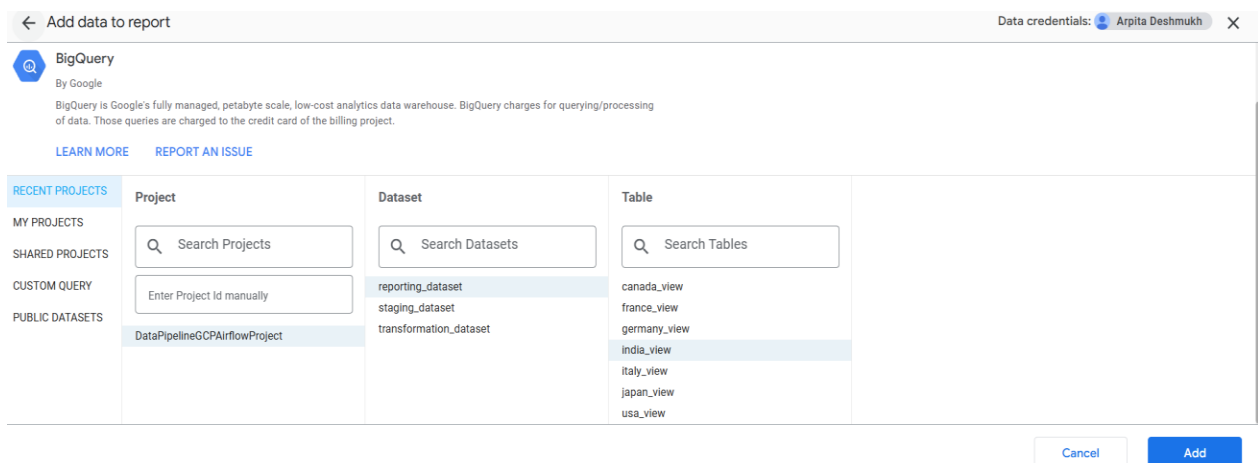 Add data to report
Data credentials: Arpita Deshmukh
BigQuery
By Google
BigQuery is Google's fully managed, petabyte scale, low-cost analytics data warehouse. BigQuery charges for querying/processing
of data. Those queries are charged to the credit card of the billing project.
LEARN MORE REPORT AN ISSUE
RECENT PROJECTS
MY PROJECTS
SHARED PROJECTS
CUSTOM QUERY
PUBLIC DATASETS
Project
Search Projects
Enter Project Id manually
DataPipelineGCPAirflowProject
Dataset
Search Datasets
reporting_dataset
staging_dataset
transformation_dataset
Table
Search Tables
canada_view
france_view
germany_view
india_view
italy_view
japan_view
usa_view
Cancel Add